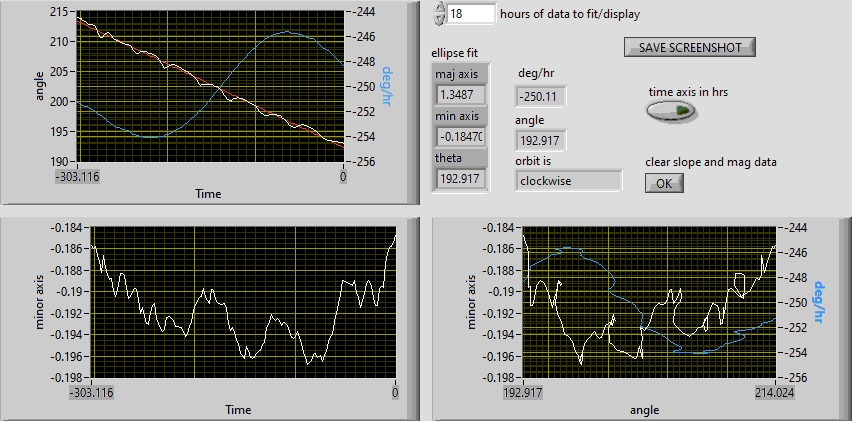 215
210
205
200
195
190
angle
-244
-246
-248
-250
-252
-254
-256
deg/hr
-303.116
0
Time
18
hours of data to fit/display
SAVE SCREENSHOT
ellipse fit
maj axis
1.3487
min axis
-0.18470
theta
192.917
deg/hr
-250.11
angle
192.917
orbit is
clockwise
time axis in hrs
clear slope and mag data
OK
-0.184
-0.186
-0.188
-0.19
-0.192
-0.194
-0.196
-0.198
minor axis
-303.116
0
Time
-0.184
-0.186
-0.188
-0.19
-0.192
-0.194
-0.196
-0.198
minor axis
-244
-246
-248
-250
-252
-254
-256
deg/hr
192.917
214.024
angle